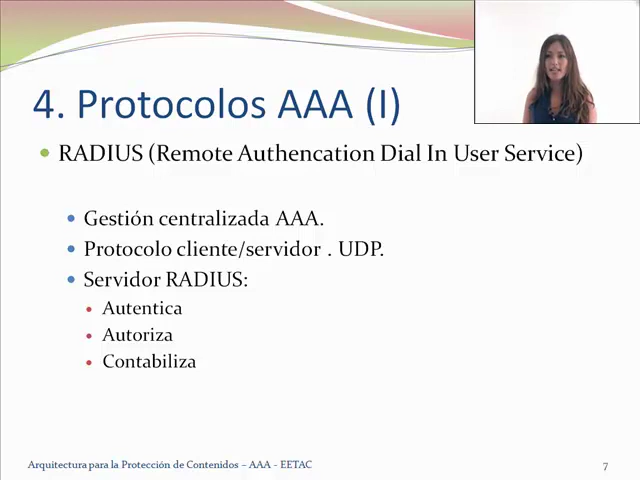 4. Protocolos AAA (I)
RADIUS (Remote Authencation Dial In User Service)
Gestión centralizada AAA.
Protocolo cliente/servidor . UDP.
Servidor RADIUS:
Autentica
Autoriza
Contabiliza
Arquitectura para la Protección de Contenidos – AAA - EETAC
7